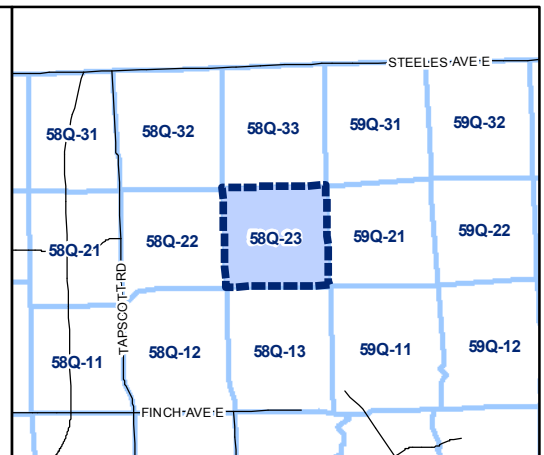 STEELES AVE E
58Q-31
58Q-32
58Q-33
59Q-31
59Q-32
58Q-21
58Q-22
58Q-23
59Q-21
59Q-22
TAPSCOTT RD
58Q-11
58Q-12
58Q-13
59Q-11
59Q-12
FINCH AVE E